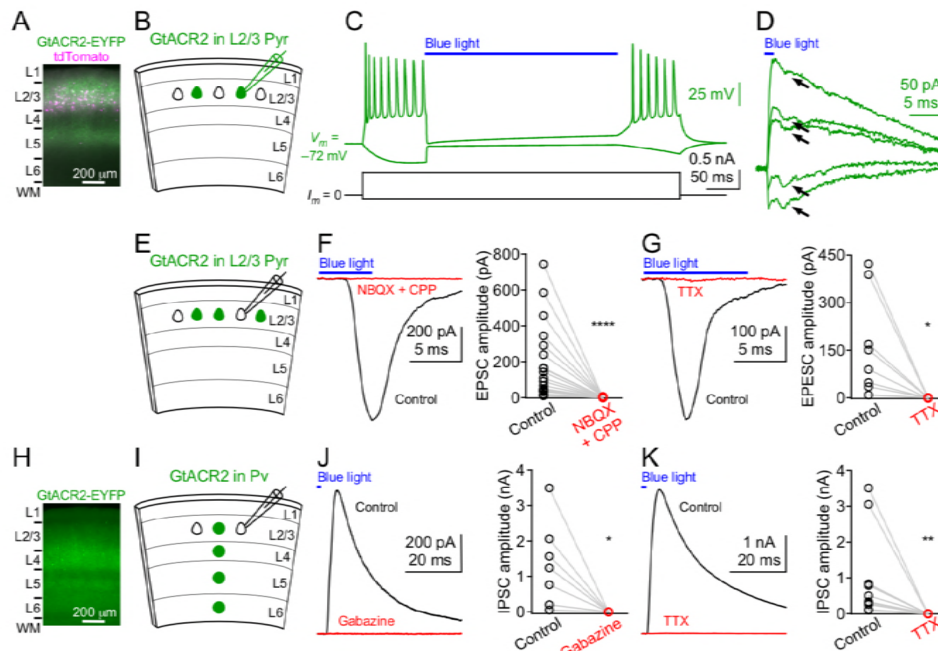 A
GtACR2-EYFP
tdTomato
L1
L2/3
L4
L5
L6
WM
200 µm
B
GtACR2 in L2/3 Pyr
L1
L2/3
L4
L5
L6
C
Blue light
25 mV
Vm =
–72 mV
0.5 nA
50 ms
Im = 0
D
Blue light
50 pA
5 ms
E
GtACR2 in L2/3 Pyr
L1
L2/3
L4
L5
L6
F
Blue light
NBQX + CPP
200 pA
5 ms
Control
EPSC amplitude (pA)
800
600
400
200
0
****
Control
NBQX
+ CPP
G
Blue light
TTX
100 pA
5 ms
Control
EPESC amplitude (pA)
450
300
150
0
*
Control
TTX
H
GtACR2-EYFP
L1
L2/3
L4
L5
L6
WM
200 µm
I
GtACR2 in Pv
L1
L2/3
L4
L5
L6
J
Blue light
Control
200 pA
20 ms
Gabazine
IPSC amplitude (nA)
4
3
2
1
0
*
Control
Gabazine
K
Blue light
Control
1 nA
20 ms
TTX
IPSC amplitude (nA)
4
3
2
1
0
**
Control
TTX